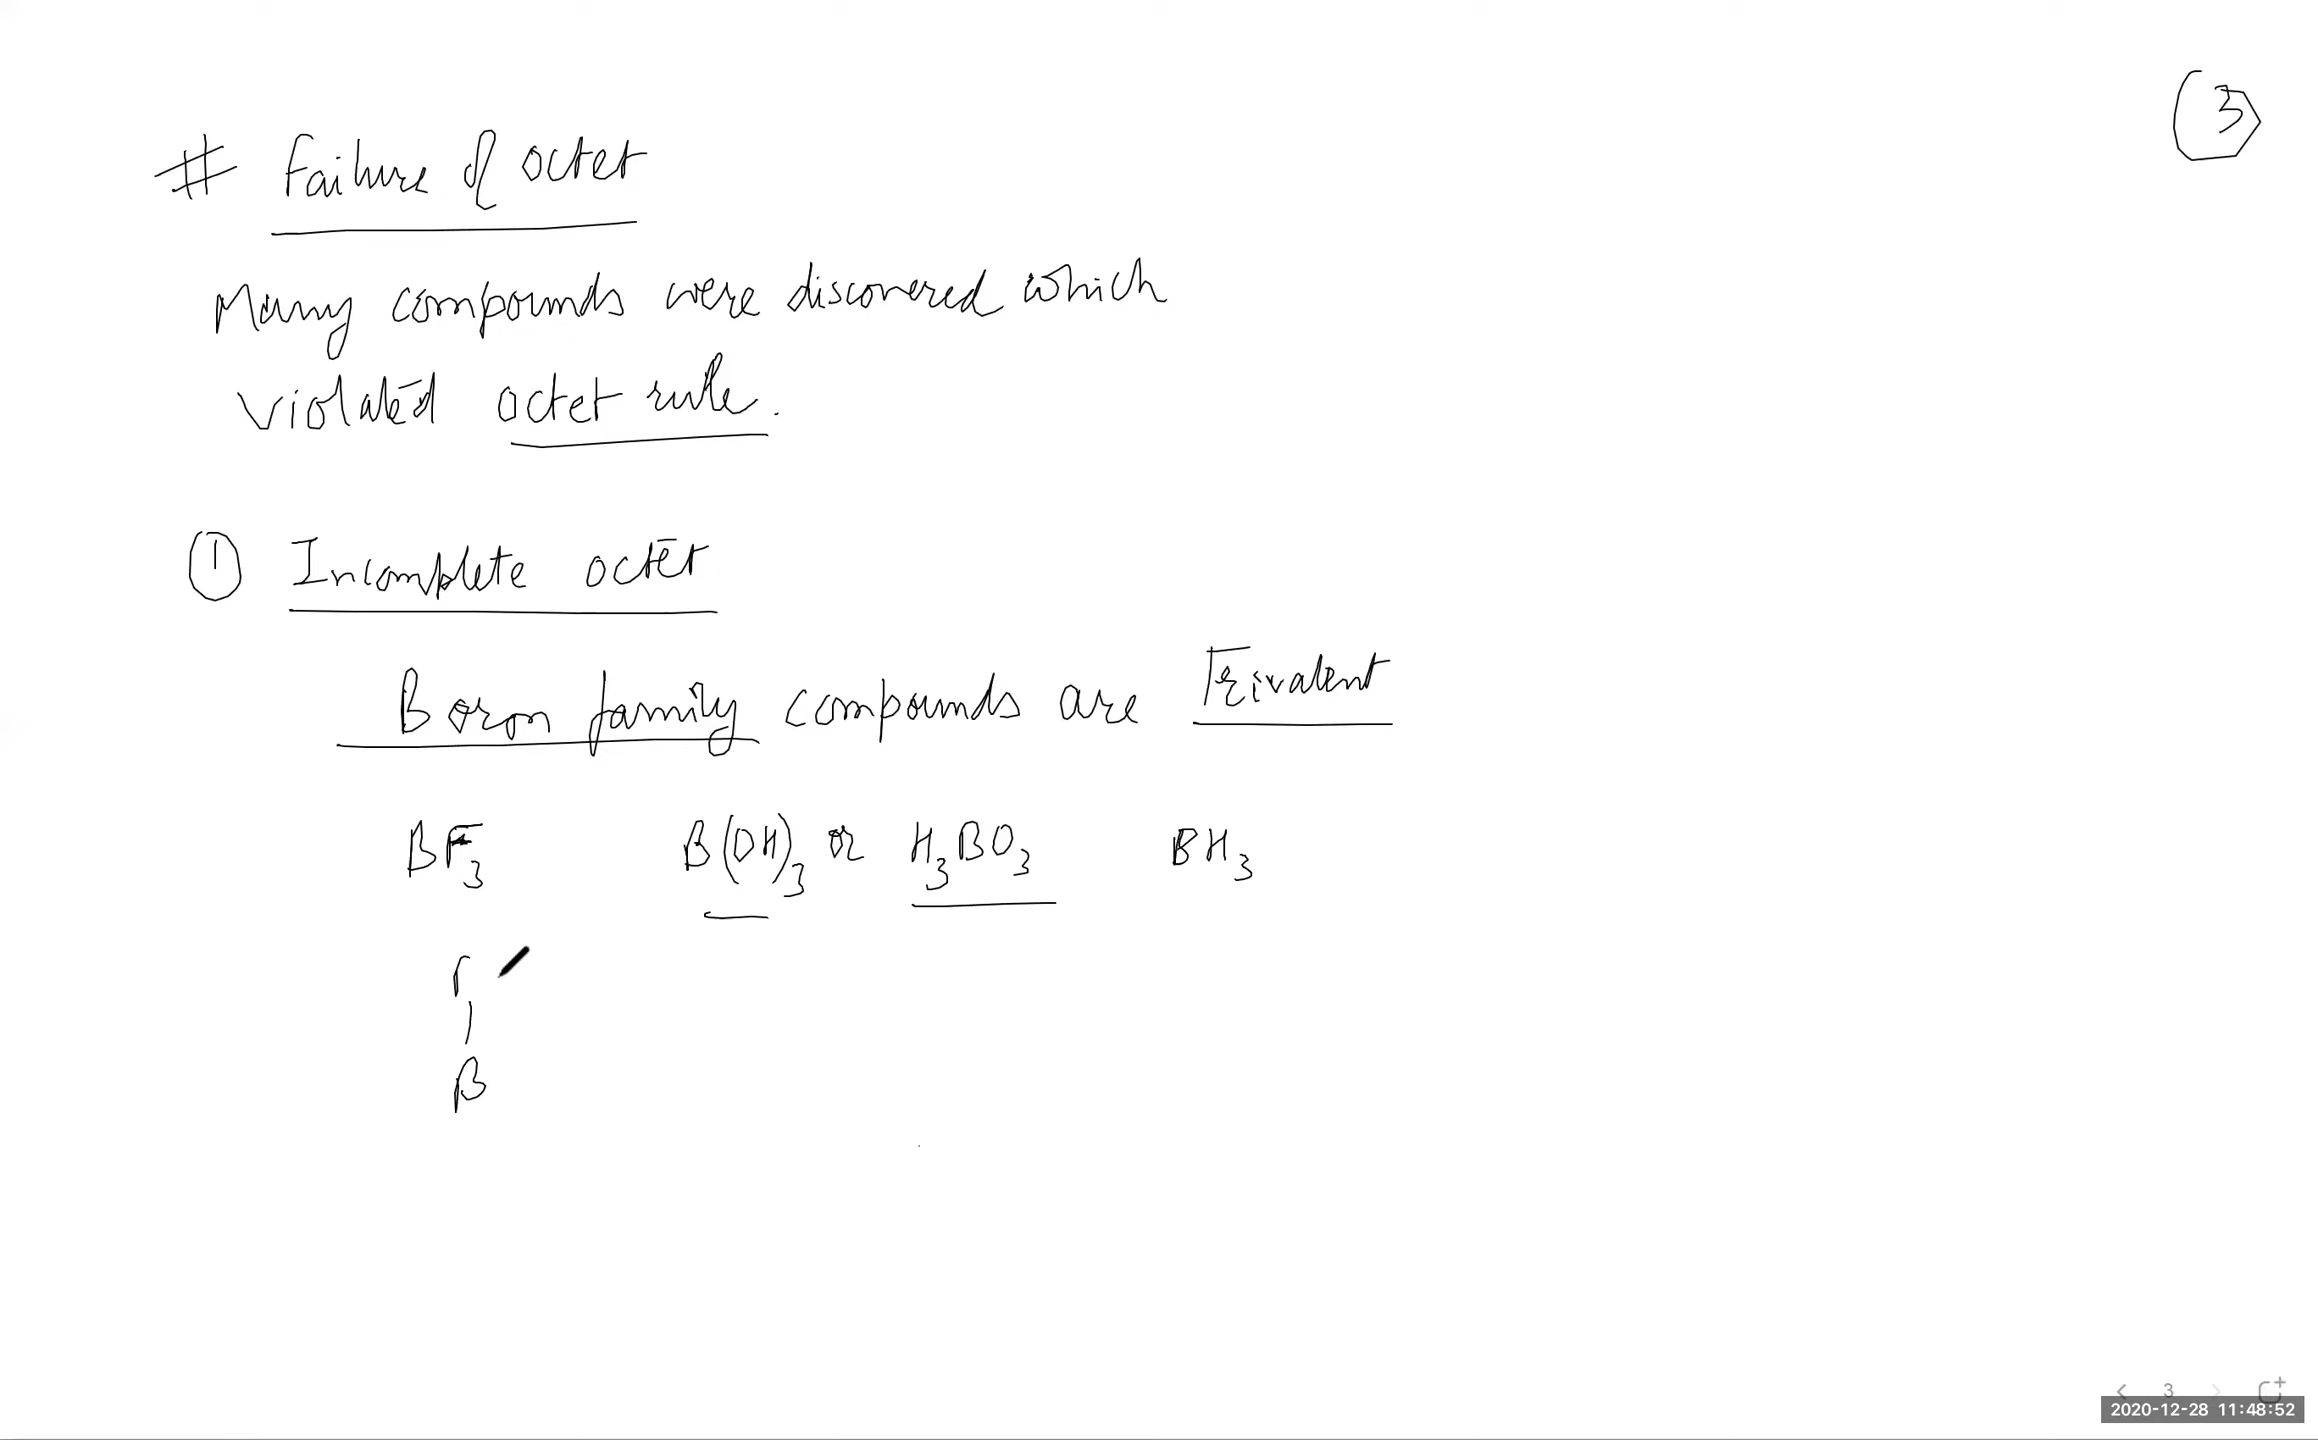 3
# Failure of octet
Many compounds were discovered which
violated octet rule.
1 Incomplete octet
Boron family compounds are Trivalent
BF₃ B(OH)₃ or H₃BO₃ BH₃
B
3
2020-12-28 11:48:52